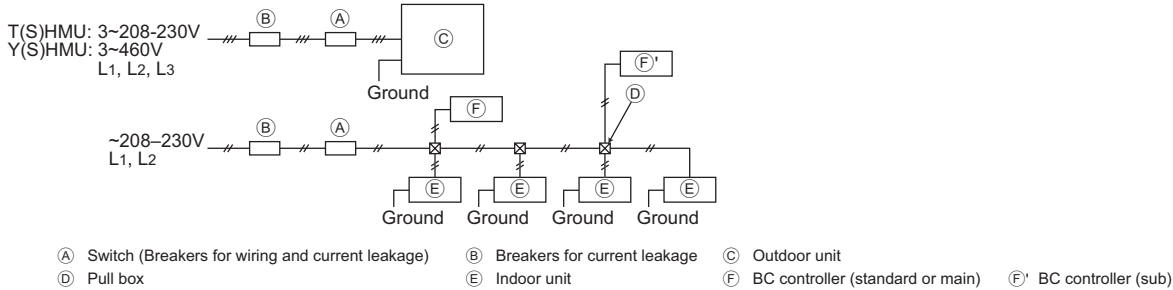 Ⓑ Ⓐ
T(S)HMU: 3~208-230V
Y(S)HMU: 3~460V
L1, L2, L3
Ⓒ
Ground
Ⓕ'
Ⓕ
Ⓓ
Ⓑ Ⓐ
~208–230V
L1, L2
Ⓔ Ⓔ Ⓔ Ⓔ
Ground Ground Ground Ground
Ⓐ Switch (Breakers for wiring and current leakage) Ⓑ Breakers for current leakage Ⓒ Outdoor unit
Ⓓ Pull box Ⓔ Indoor unit Ⓕ BC controller (standard or main) Ⓕ' BC controller (sub)